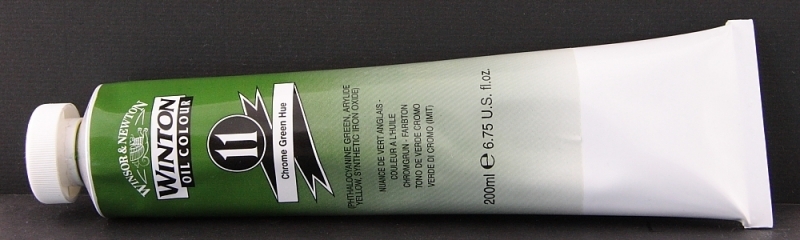 WINSOR & NEWTON
WINTON
OIL COLOUR
11
Chrome Green Hue
(PHTHALOCYANINE GREEN, ARYLIDE
YELLOW, SYNTHETIC IRON OXIDE)
NUANCE DE VERT ANGLAIS -
COULEUR A L'HUILE
CHROMGRUN - FARBTON
TONO DE VERDE CROMO
VERDE DI CROMO (IMIT)
200ml e 6.75 U.S. fl.oz.